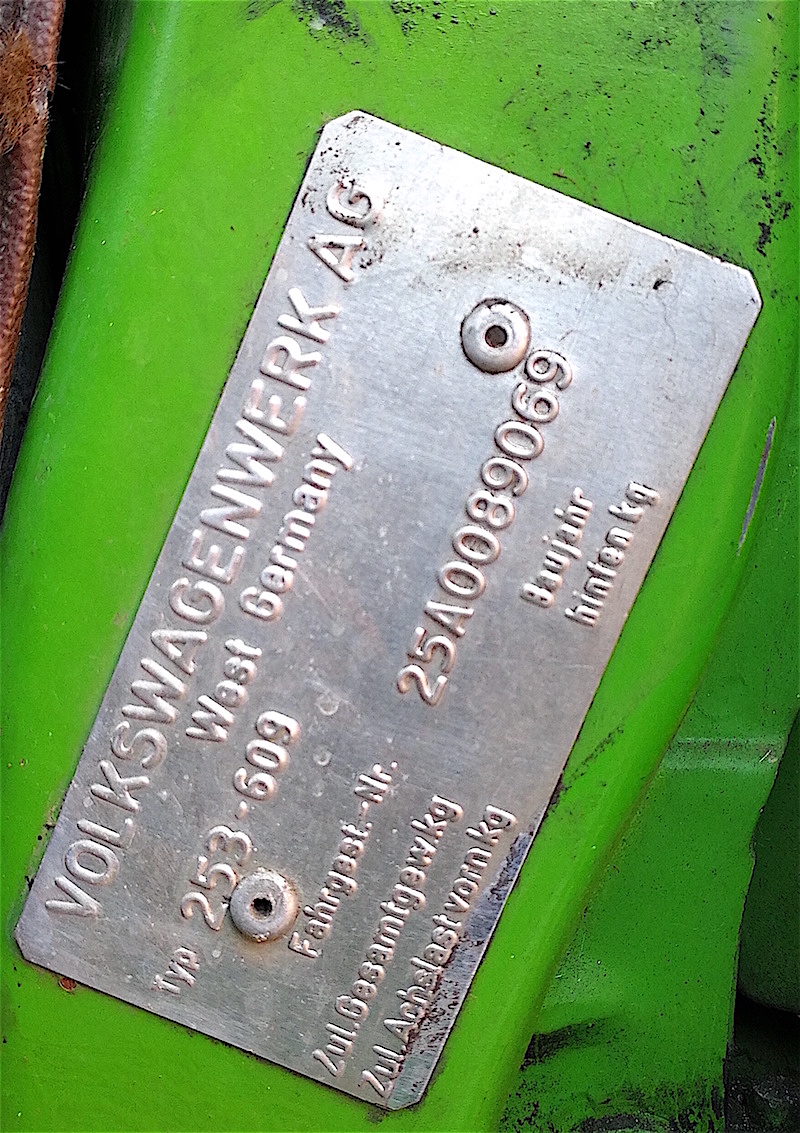 VOLKSWAGENWERK AG
West Germany
Typ 253-609
Fahrgest.-Nr. 25A0089069
Zul.Gesamtgew.kg Baujahr
Zul.Achslast vorn kg hinten kg